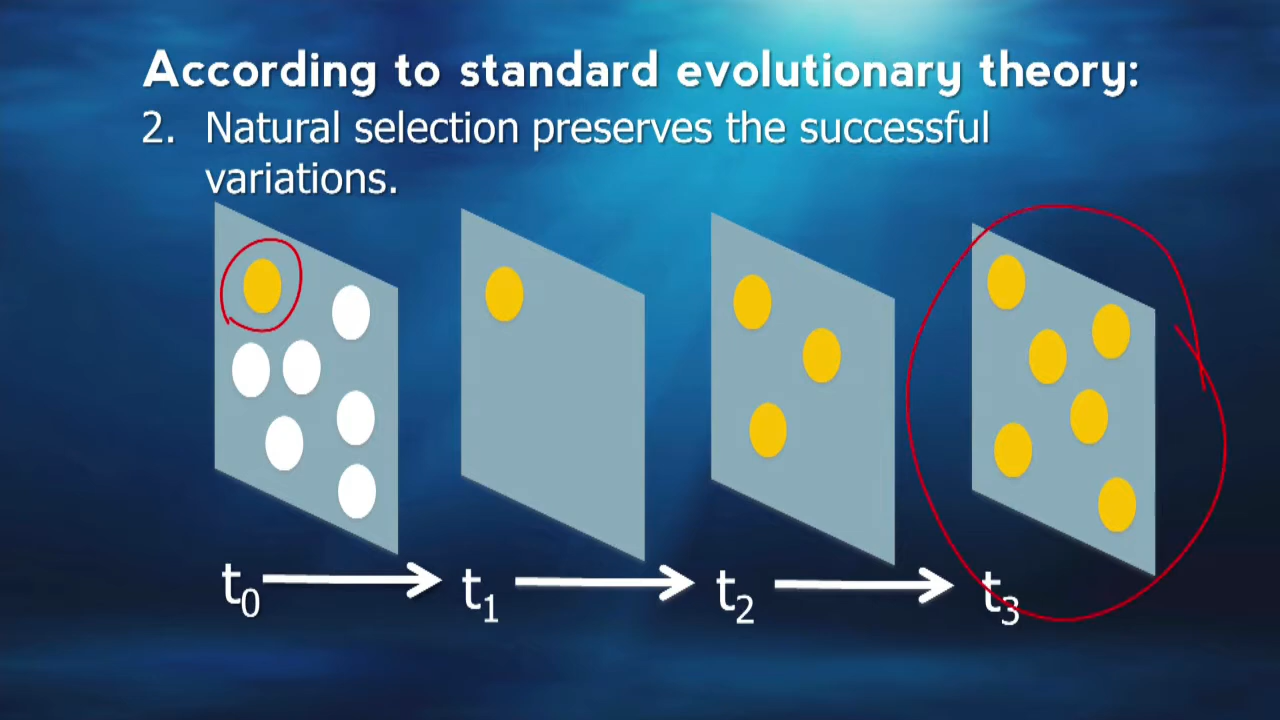 According to standard evolutionary theory:
2. Natural selection preserves the successful
variations.
t0 t1 t2 t3